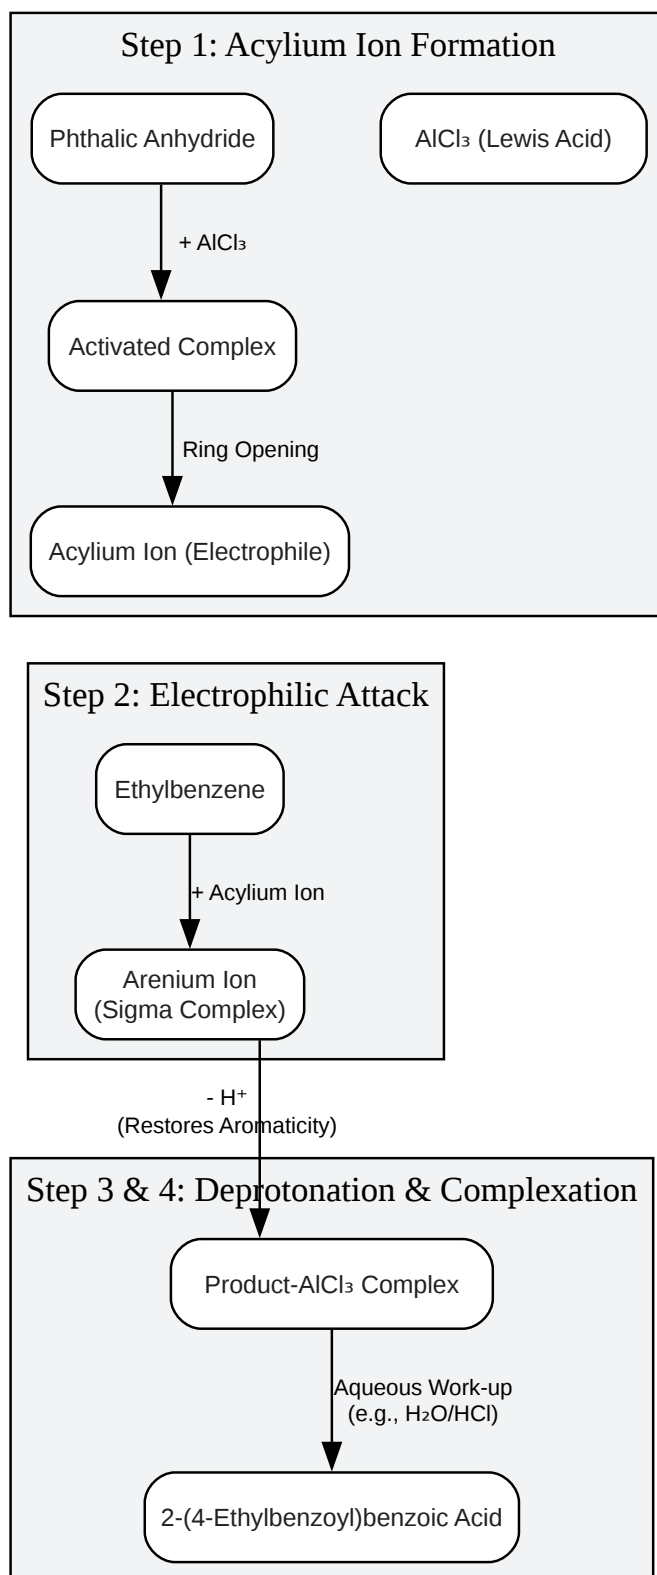 Step 1: Acylium Ion Formation
Phthalic Anhydride
AlCl₃ (Lewis Acid)
+ AlCl₃
Activated Complex
Ring Opening
Acylium Ion (Electrophile)
Step 2: Electrophilic Attack
Ethylbenzene
+ Acylium Ion
Arenium Ion
(Sigma Complex)
- H⁺
(Restores Aromaticity)
Step 3 & 4: Deprotonation & Complexation
Product-AlCl₃ Complex
Aqueous Work-up
(e.g., H₂O/HCl)
2-(4-Ethylbenzoyl)benzoic Acid